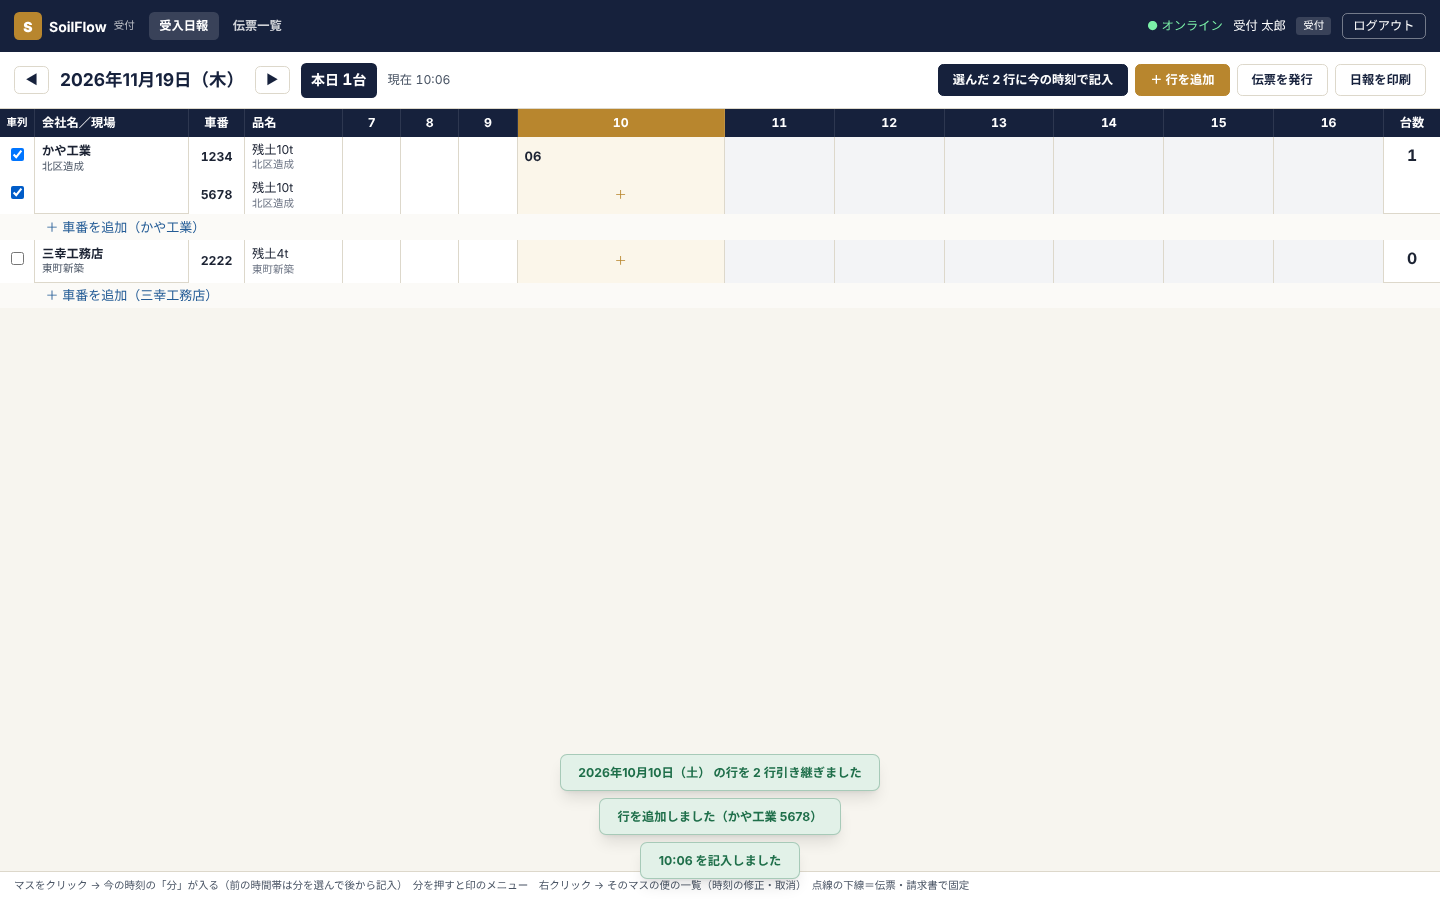 S SoilFlow 受付 受入日報 伝票一覧 オンライン 受付 太郎 受付 ログアウト
◀ 2026年11月19日（木） ▶ 本日 1台 現在 10:06 選んだ 2 行に今の時刻で記入 ＋ 行を追加 伝票を発行 日報を印刷
車列 会社名／現場 車番 品名 7 8 9 10 11 12 13 14 15 16 台数
かや工業 1234 残土10t 06 1
北区造成 北区造成
5678 残土10t ＋
北区造成
＋ 車番を追加（かや工業）
三幸工務店 2222 残土4t ＋ 0
東町新築 東町新築
＋ 車番を追加（三幸工務店）
2026年10月10日（土） の行を 2 行引き継ぎました
行を追加しました（かや工業 5678）
10:06 を記入しました
マスをクリック → 今の時刻の「分」が入る（前の時間帯は分を選んで後から記入） 分を押すと印のメニュー 右クリック → そのマスの便の一覧（時刻の修正・取消） 点線の下線＝伝票・請求書で固定